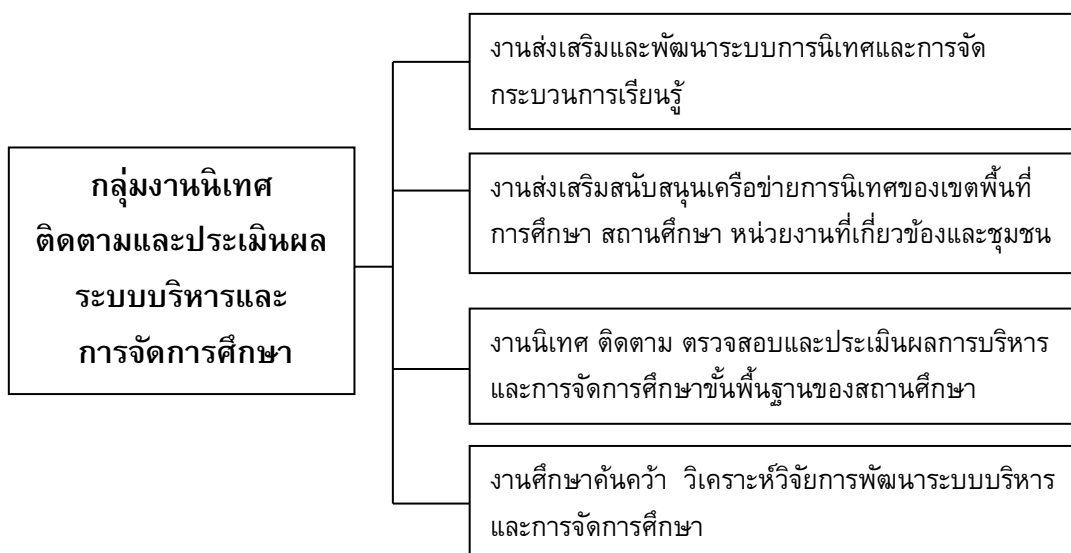 กลุ่มงานนิเทศ
ติดตามและประเมินผล
ระบบบริหารและ
การจัดการศึกษา
งานส่งเสริมและพัฒนาระบบการนิเทศและการจัด
กระบวนการเรียนรู้
งานส่งเสริมสนับสนุนเครือข่ายการนิเทศของเขตพื้นที่
การศึกษา สถานศึกษา หน่วยงานที่เกี่ยวข้องและชุมชน
งานนิเทศ ติดตาม ตรวจสอบและประเมินผลการบริหาร
และการจัดการศึกษาขั้นพื้นฐานของสถานศึกษา
งานศึกษาค้นคว้า วิเคราะห์วิจัยการพัฒนาระบบบริหาร
และการจัดการศึกษา